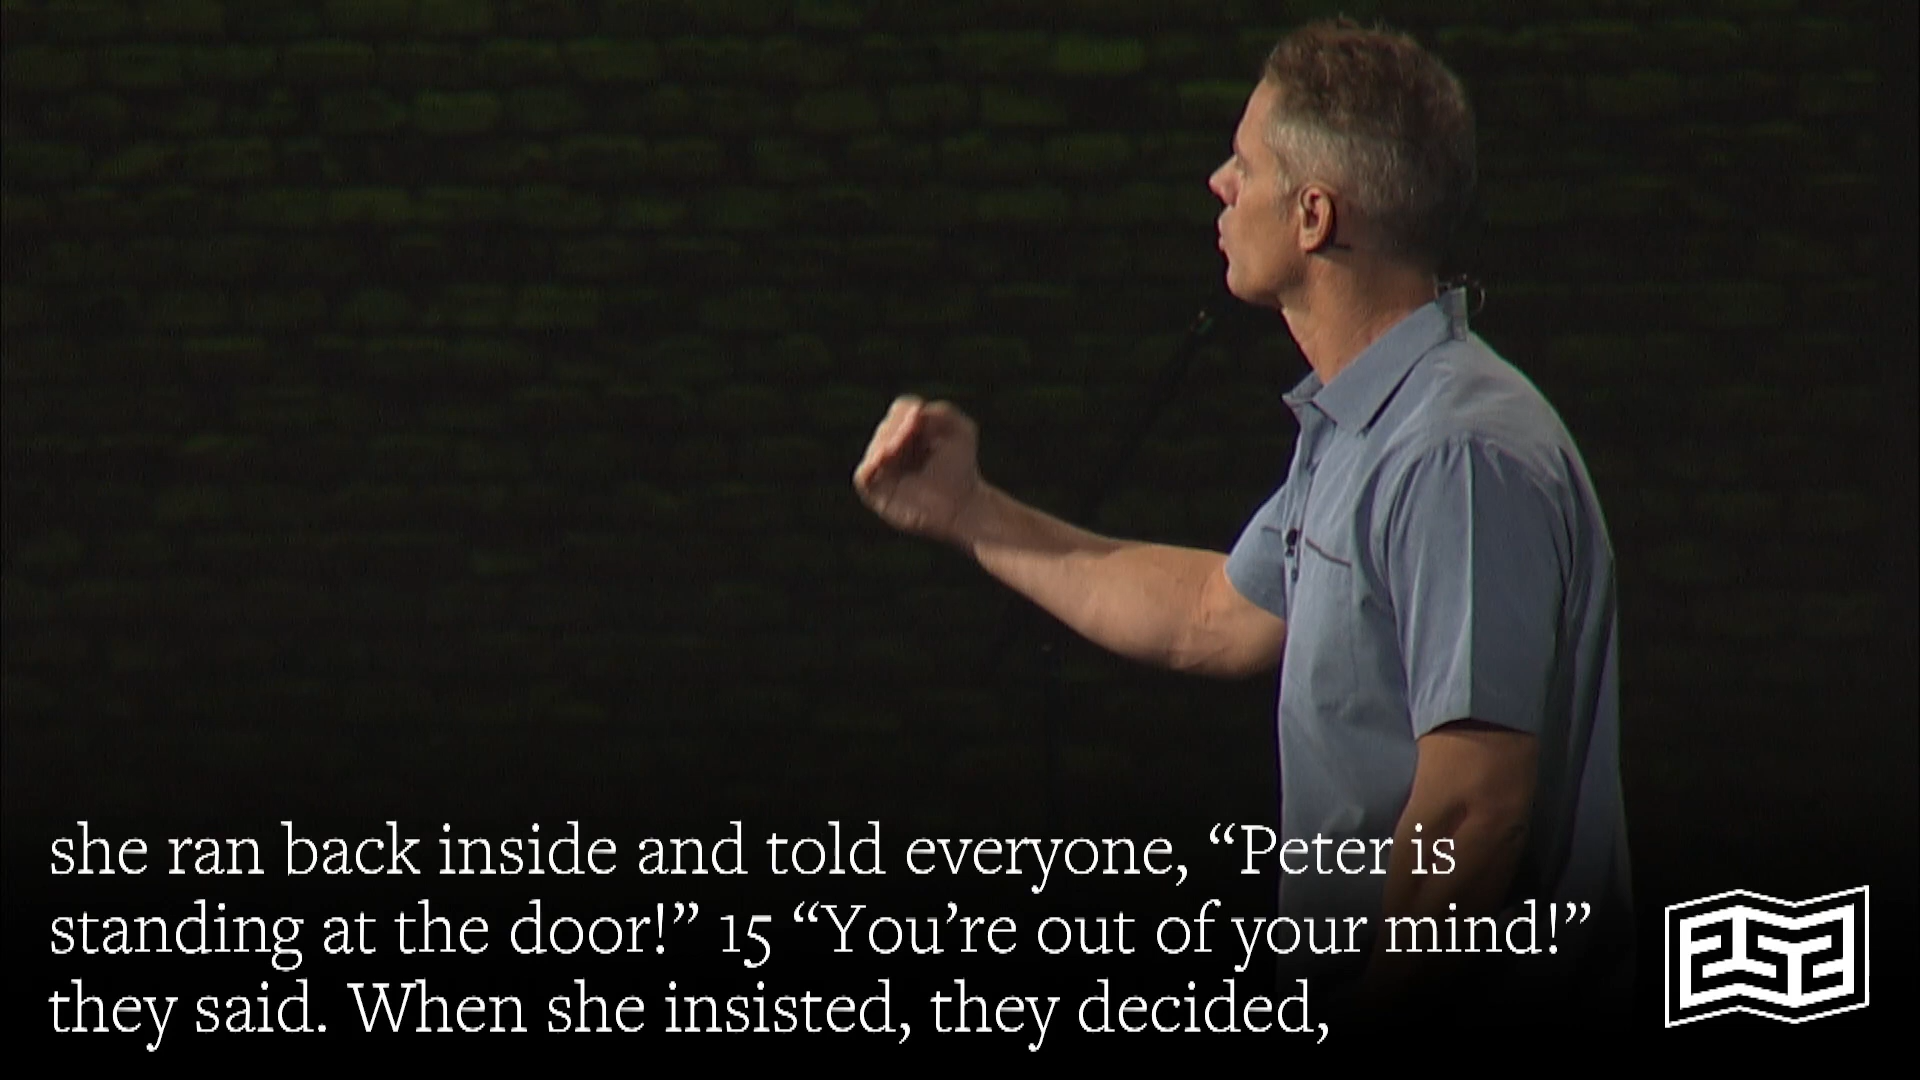 she ran back inside and told everyone, “Peter is
standing at the door!” 15 “You’re out of your mind!”
they said. When she insisted, they decided,